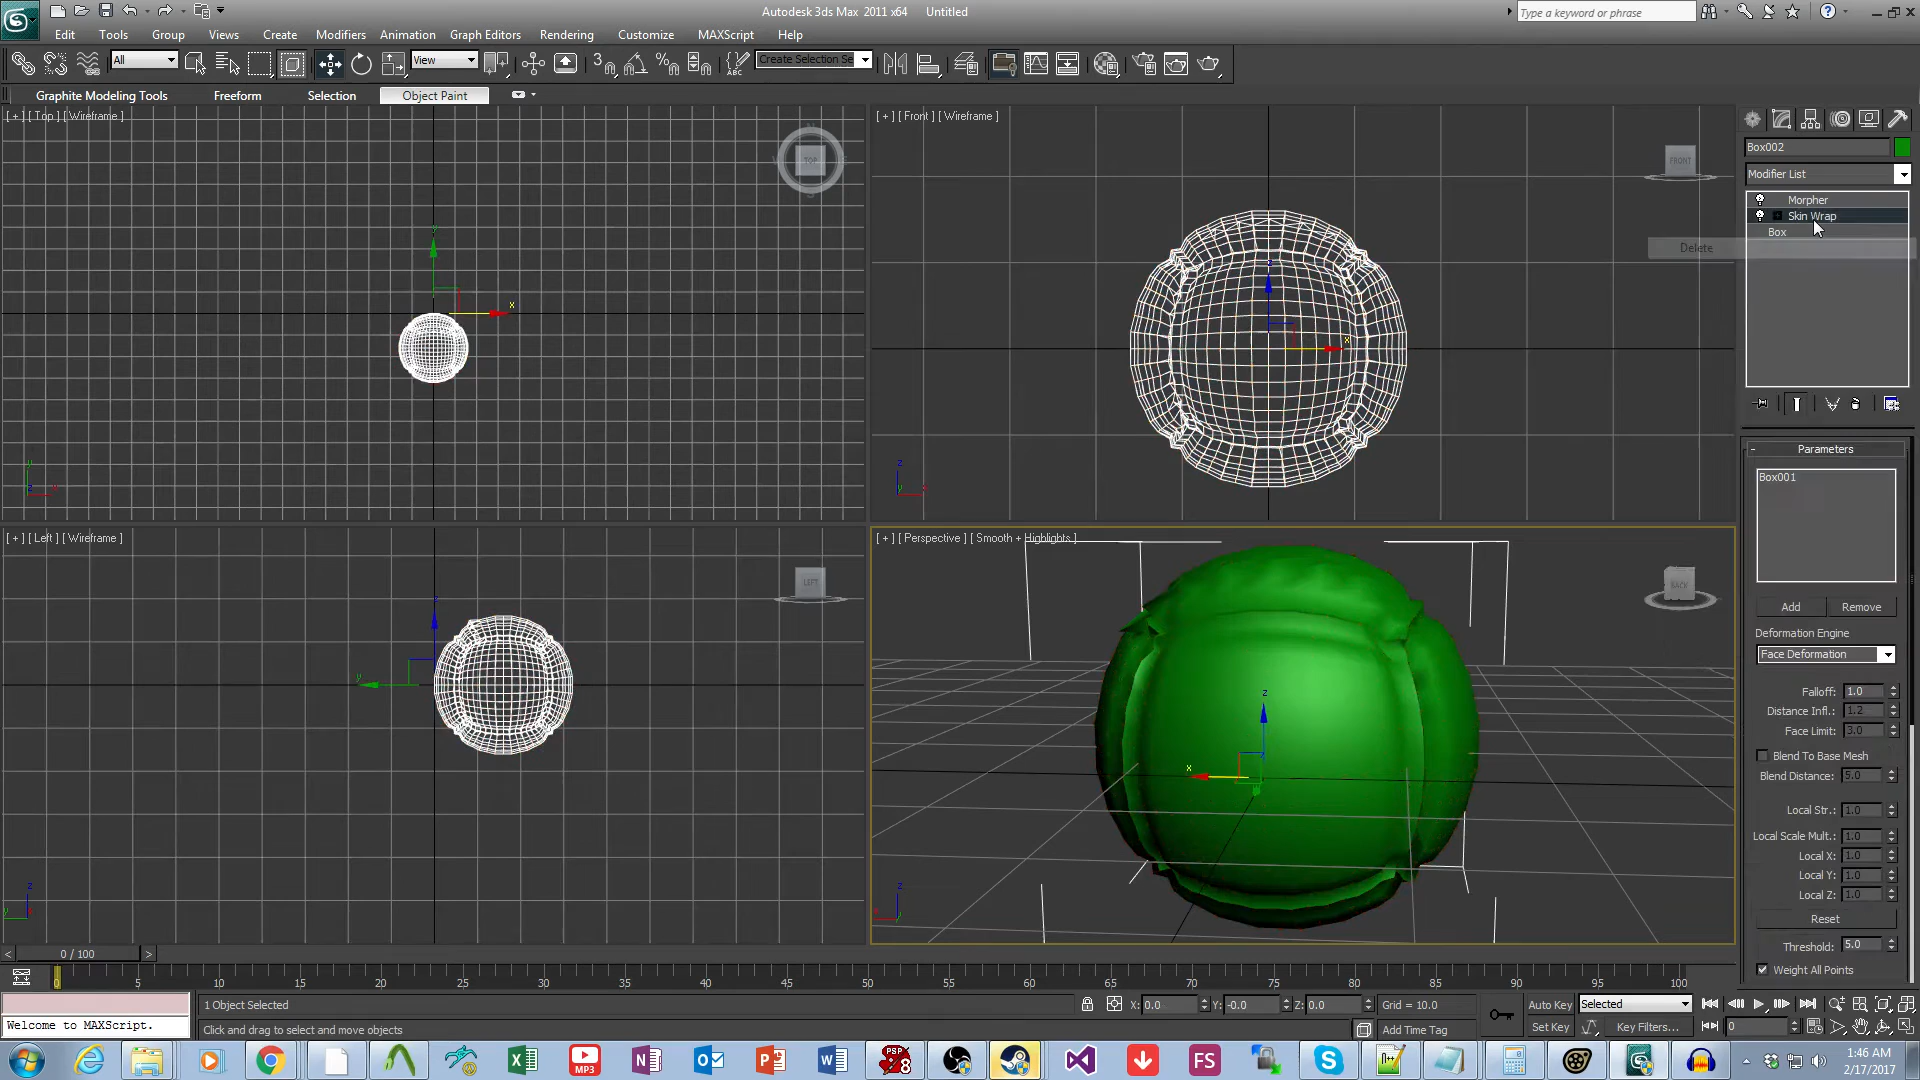 Autodesk 3ds Max 2011 x64    Untitled
Type a keyword or phrase
Edit Tools Group Views Create Modifiers Animation Graph Editors Rendering Customize MAXScript Help
All View Create Selection Se
Graphite Modeling Tools Freeform Selection Object Paint
[ + ] [ Top ] [ Wireframe ]
TOP
[ + ] [ Front ] [ Wireframe ]
FRONT
[ + ] [ Left ] [ Wireframe ]
LEFT
[ + ] [ Perspective ] [ Smooth + Highlights ]
BACK
Box002
Modifier List
Morpher
Skin Wrap
Box
Delete
Parameters
Box001
Add Remove
Deformation Engine
Face Deformation
Falloff: 1.0
Distance Infl.: 1.2
Face Limit: 3.0
Blend To Base Mesh
Blend Distance: 5.0
Local Str.: 1.0
Local Scale Mult.: 1.0
Local X: 1.0
Local Y: 1.0
Local Z: 1.0
Reset
Threshold: 5.0
Weight All Points
< 0 / 100 >
0 5 10 15 20 25 30 35 40 45 50 55 60 65 70 75 80 85 90 95 100
1 Object Selected
X: 0.0 Y: -0.0 Z: 0.0 Grid = 10.0
Auto Key Selected
Welcome to MAXScript.
Click and drag to select and move objects
Add Time Tag
Set Key Key Filters... 0
1:46 AM
2/17/2017